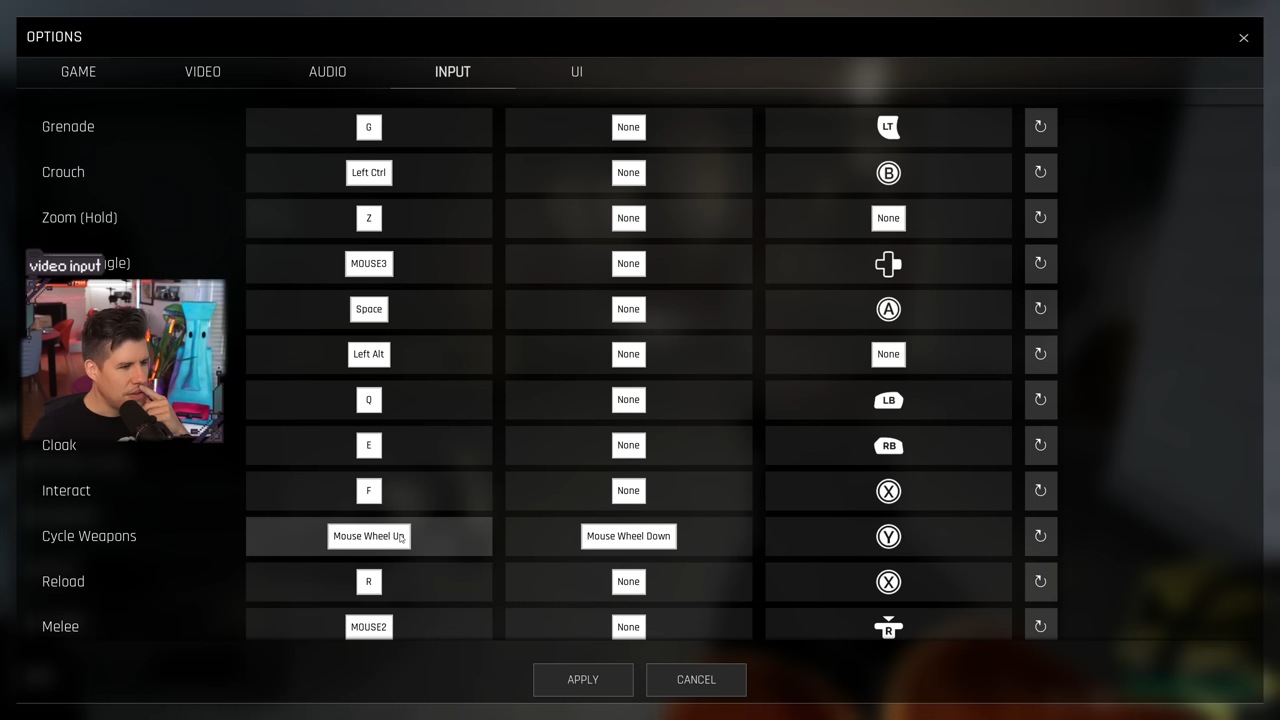 OPTIONS
GAME VIDEO AUDIO INPUT UI
Grenade G None LT
Crouch Left Ctrl None B
Zoom (Hold) Z None None
gle) MOUSE3 None
video input
Space None A
Left Alt None None
Q None LB
Cloak E None RB
Interact F None X
Cycle Weapons Mouse Wheel Up Mouse Wheel Down Y
Reload R None X
Melee MOUSE2 None R
APPLY CANCEL